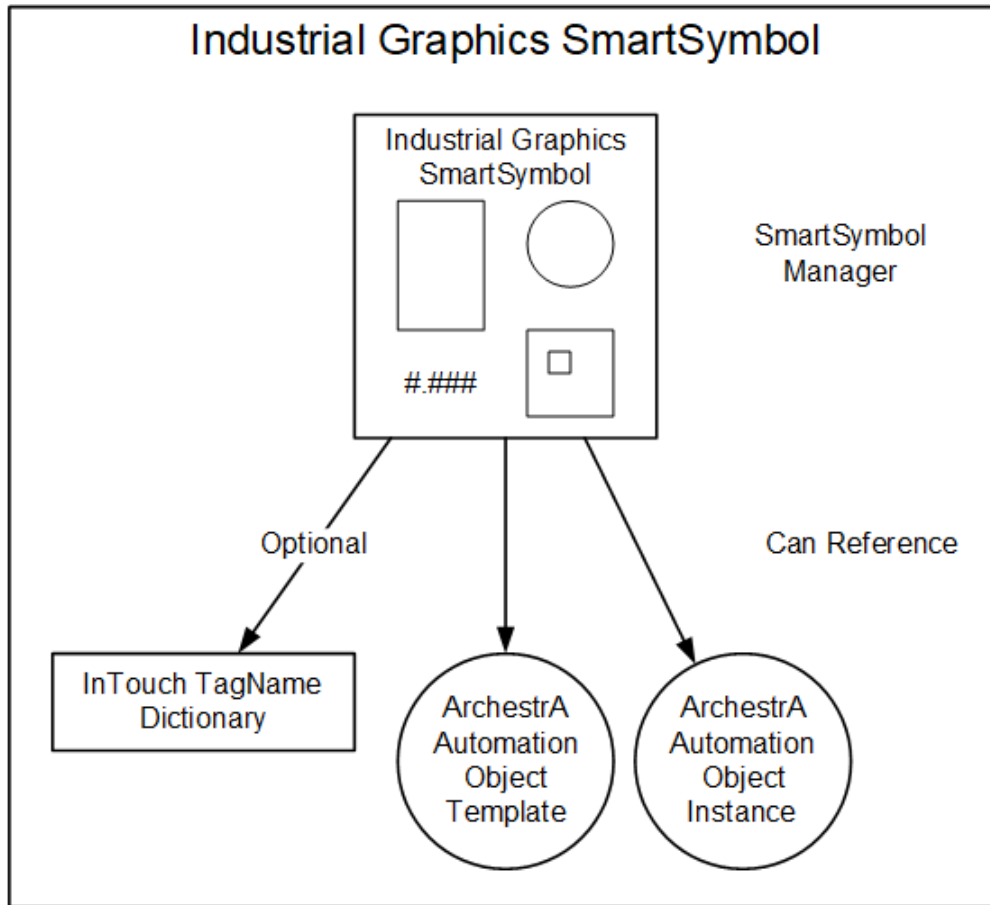 Industrial Graphics SmartSymbol
Industrial Graphics
SmartSymbol
#.###
SmartSymbol
Manager
Optional
Can Reference
InTouch TagName
Dictionary
ArchestrA
Automation
Object
Template
ArchestrA
Automation
Object
Instance